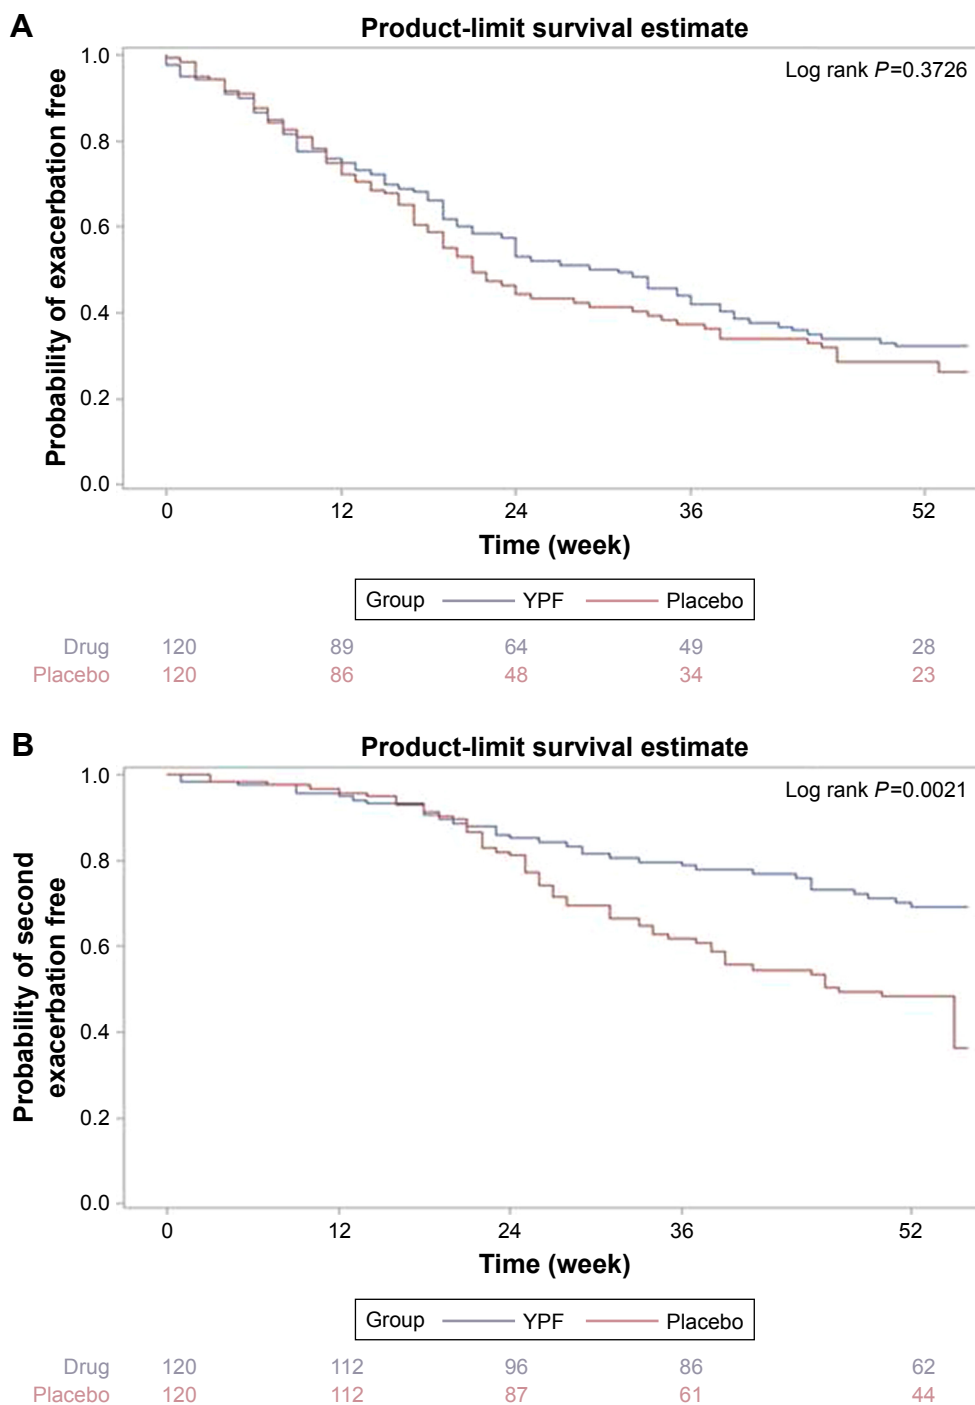 A
Product-limit survival estimate
Log rank P=0.3726
Probability of exacerbation free
1.0
0.8
0.6
0.4
0.2
0.0
0 12 24 36 52
Time (week)
Group YPF Placebo
Drug 120 89 64 49 28
Placebo 120 86 48 34 23
B
Product-limit survival estimate
Log rank P=0.0021
Probability of second
exacerbation free
1.0
0.8
0.6
0.4
0.2
0.0
0 12 24 36 52
Time (week)
Group YPF Placebo
Drug 120 112 96 86 62
Placebo 120 112 87 61 44